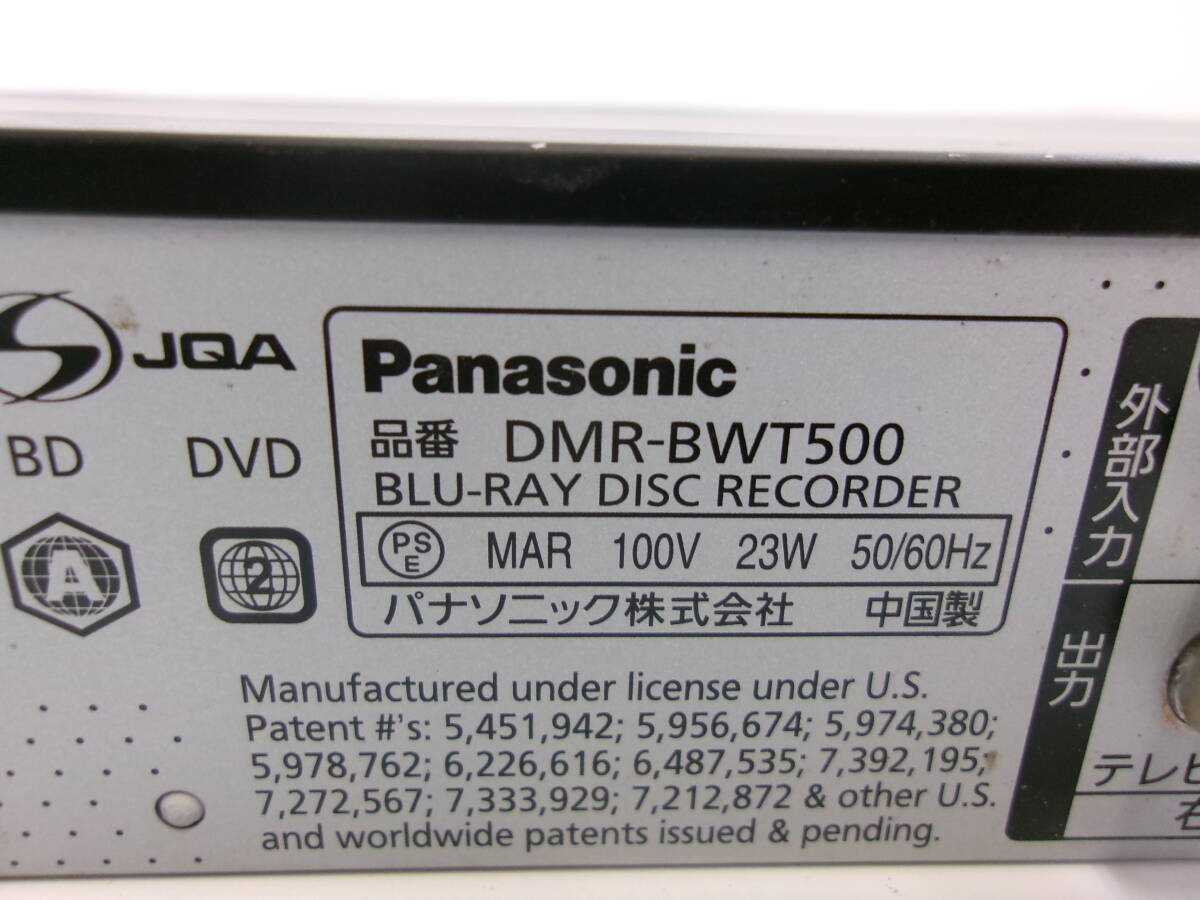 JQA
BD DVD
A 2
Panasonic
品番 DMR-BWT500
BLU-RAY DISC RECORDER
PSE MAR 100V 23W 50/60Hz
パナソニック株式会社 中国製
Manufactured under license under U.S.
Patent #'s: 5,451,942; 5,956,674; 5,974,380;
5,978,762; 6,226,616; 6,487,535; 7,392,195;
7,272,567; 7,333,929; 7,212,872 & other U.S.
and worldwide patents issued & pending.
外部入力
出力
テレビ
右